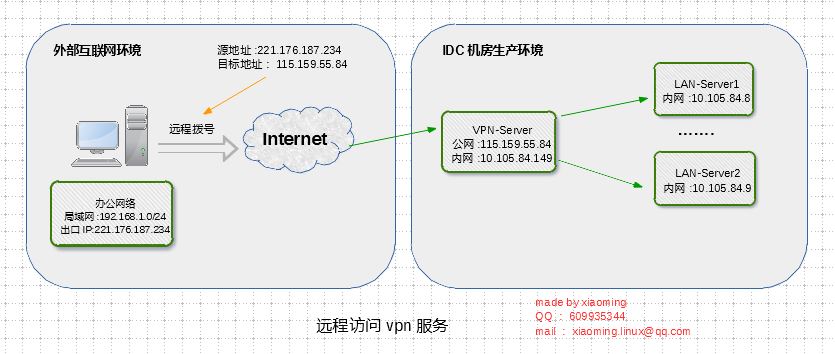 外部互联网环境
源地址 :221.176.187.234
目标地址： 115.159.55.84
远程拨号
Internet
办公网络
局域网 :192.168.1.0/24
出口 IP:221.176.187.234
IDC 机房生产环境
VPN-Server
公网 :115.159.55.84
内网 :10.105.84.149
LAN-Server1
内网 :10.105.84.8
.......
LAN-Server2
内网 :10.105.84.9
远程访问 vpn 服务
made by xiaoming
QQ ： 609935344
mail ： xiaoming.linux@qq.com